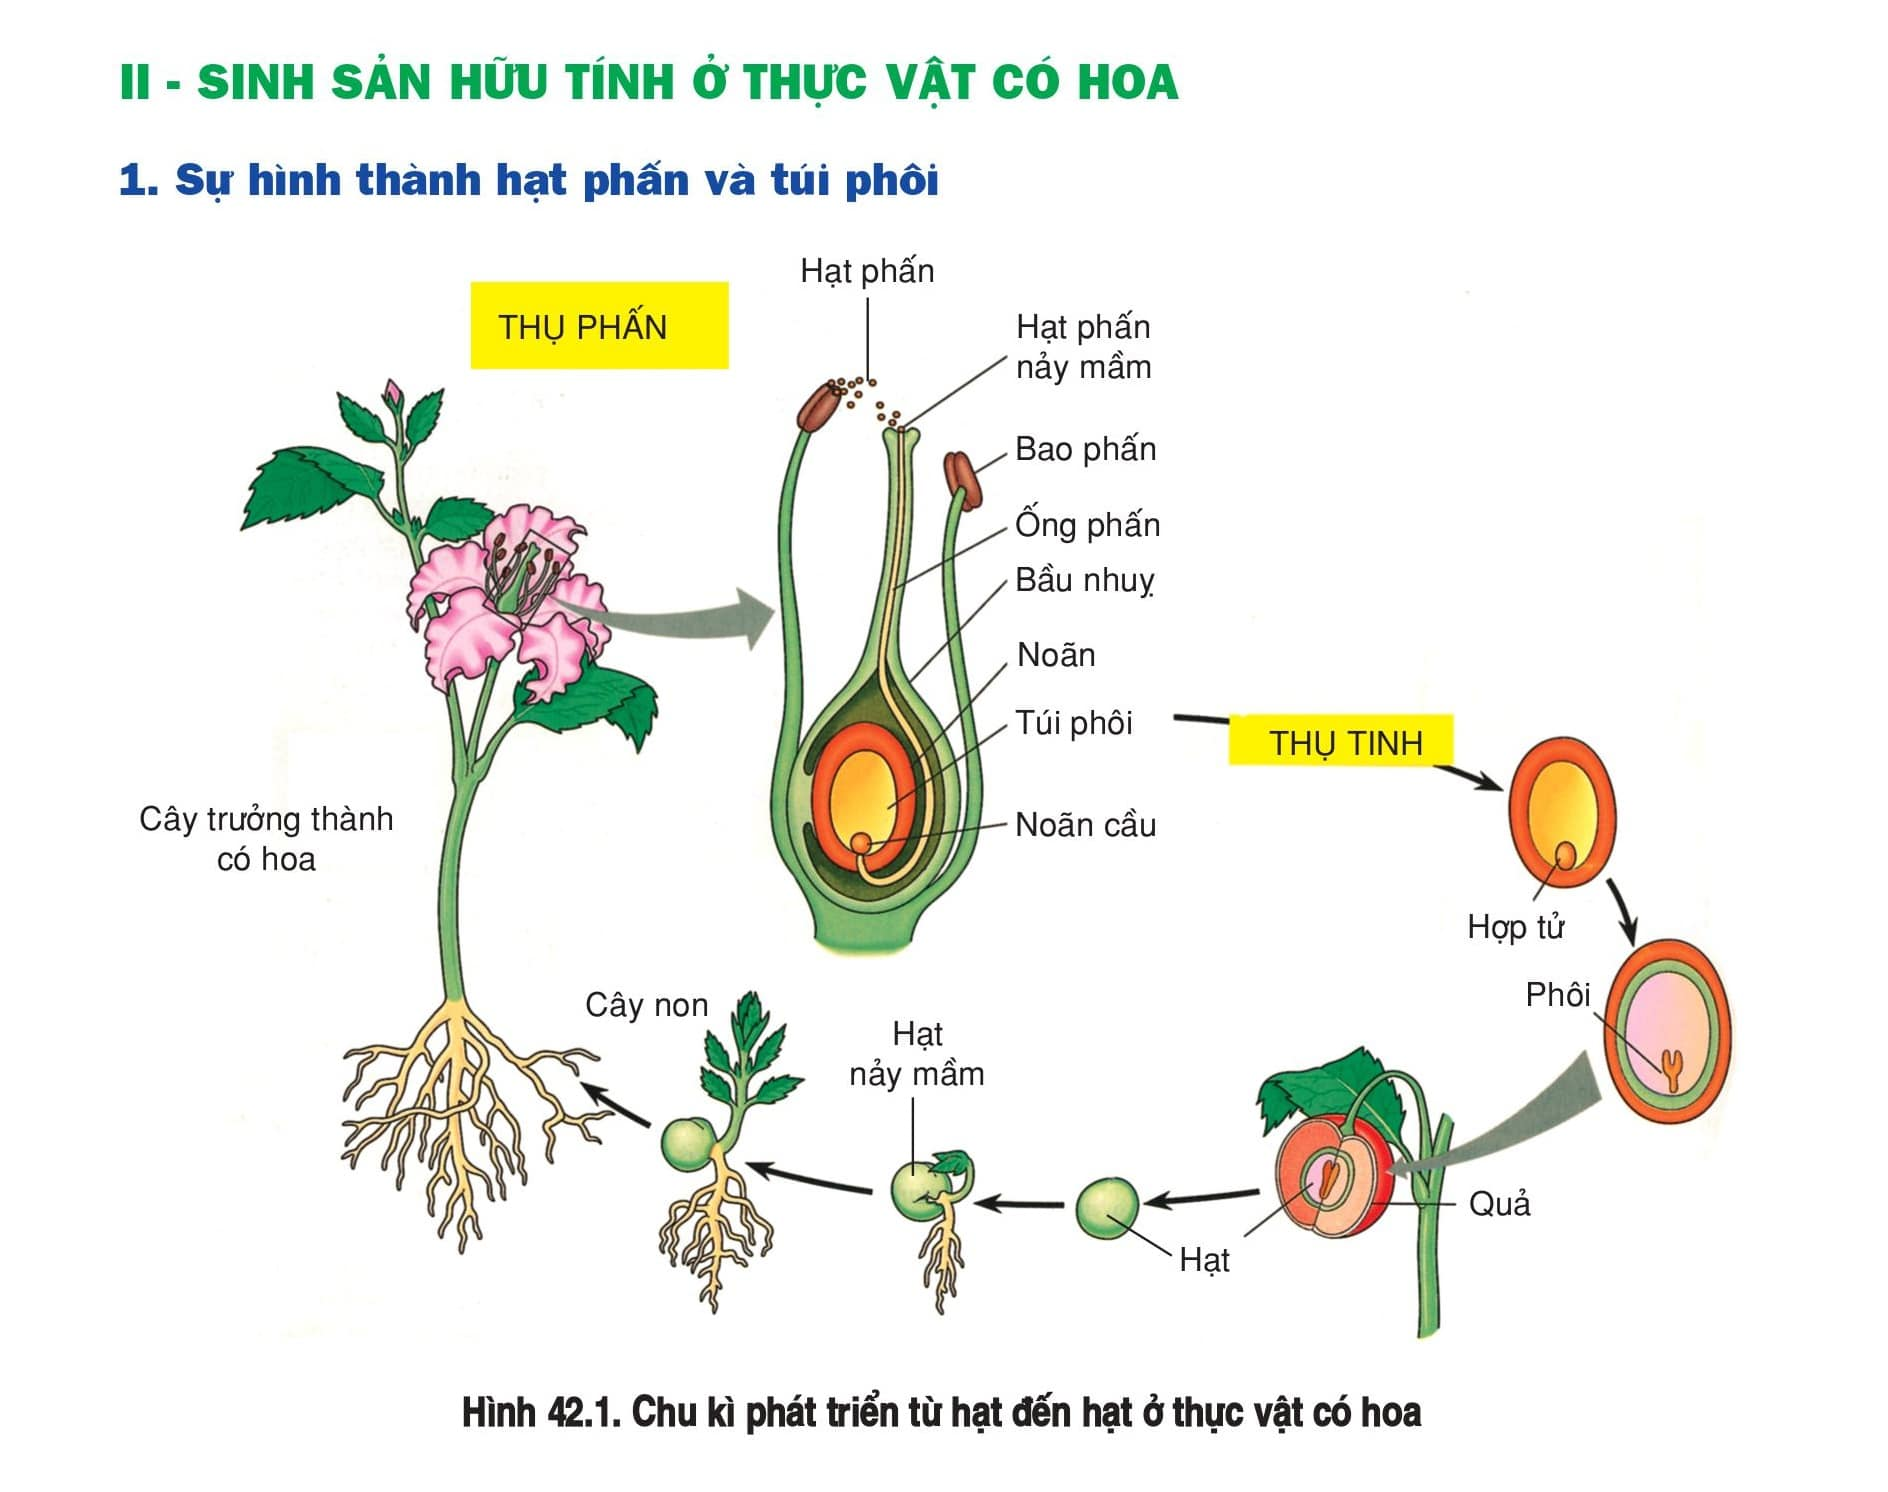 II - SINH SẢN HỮU TÍNH Ở THỰC VẬT CÓ HOA
1. Sự hình thành hạt phấn và túi phôi
Hạt phấn
THỤ PHẤN
Hạt phấn
nảy mầm
Bao phấn
Ống phấn
Bầu nhuỵ
Noãn
Túi phôi
THỤ TINH
Noãn cầu
Cây trưởng thành
có hoa
Hợp tử
Phôi
Cây non
Hạt
nảy mầm
Quả
Hạt
Hình 42.1. Chu kì phát triển từ hạt đến hạt ở thực vật có hoa